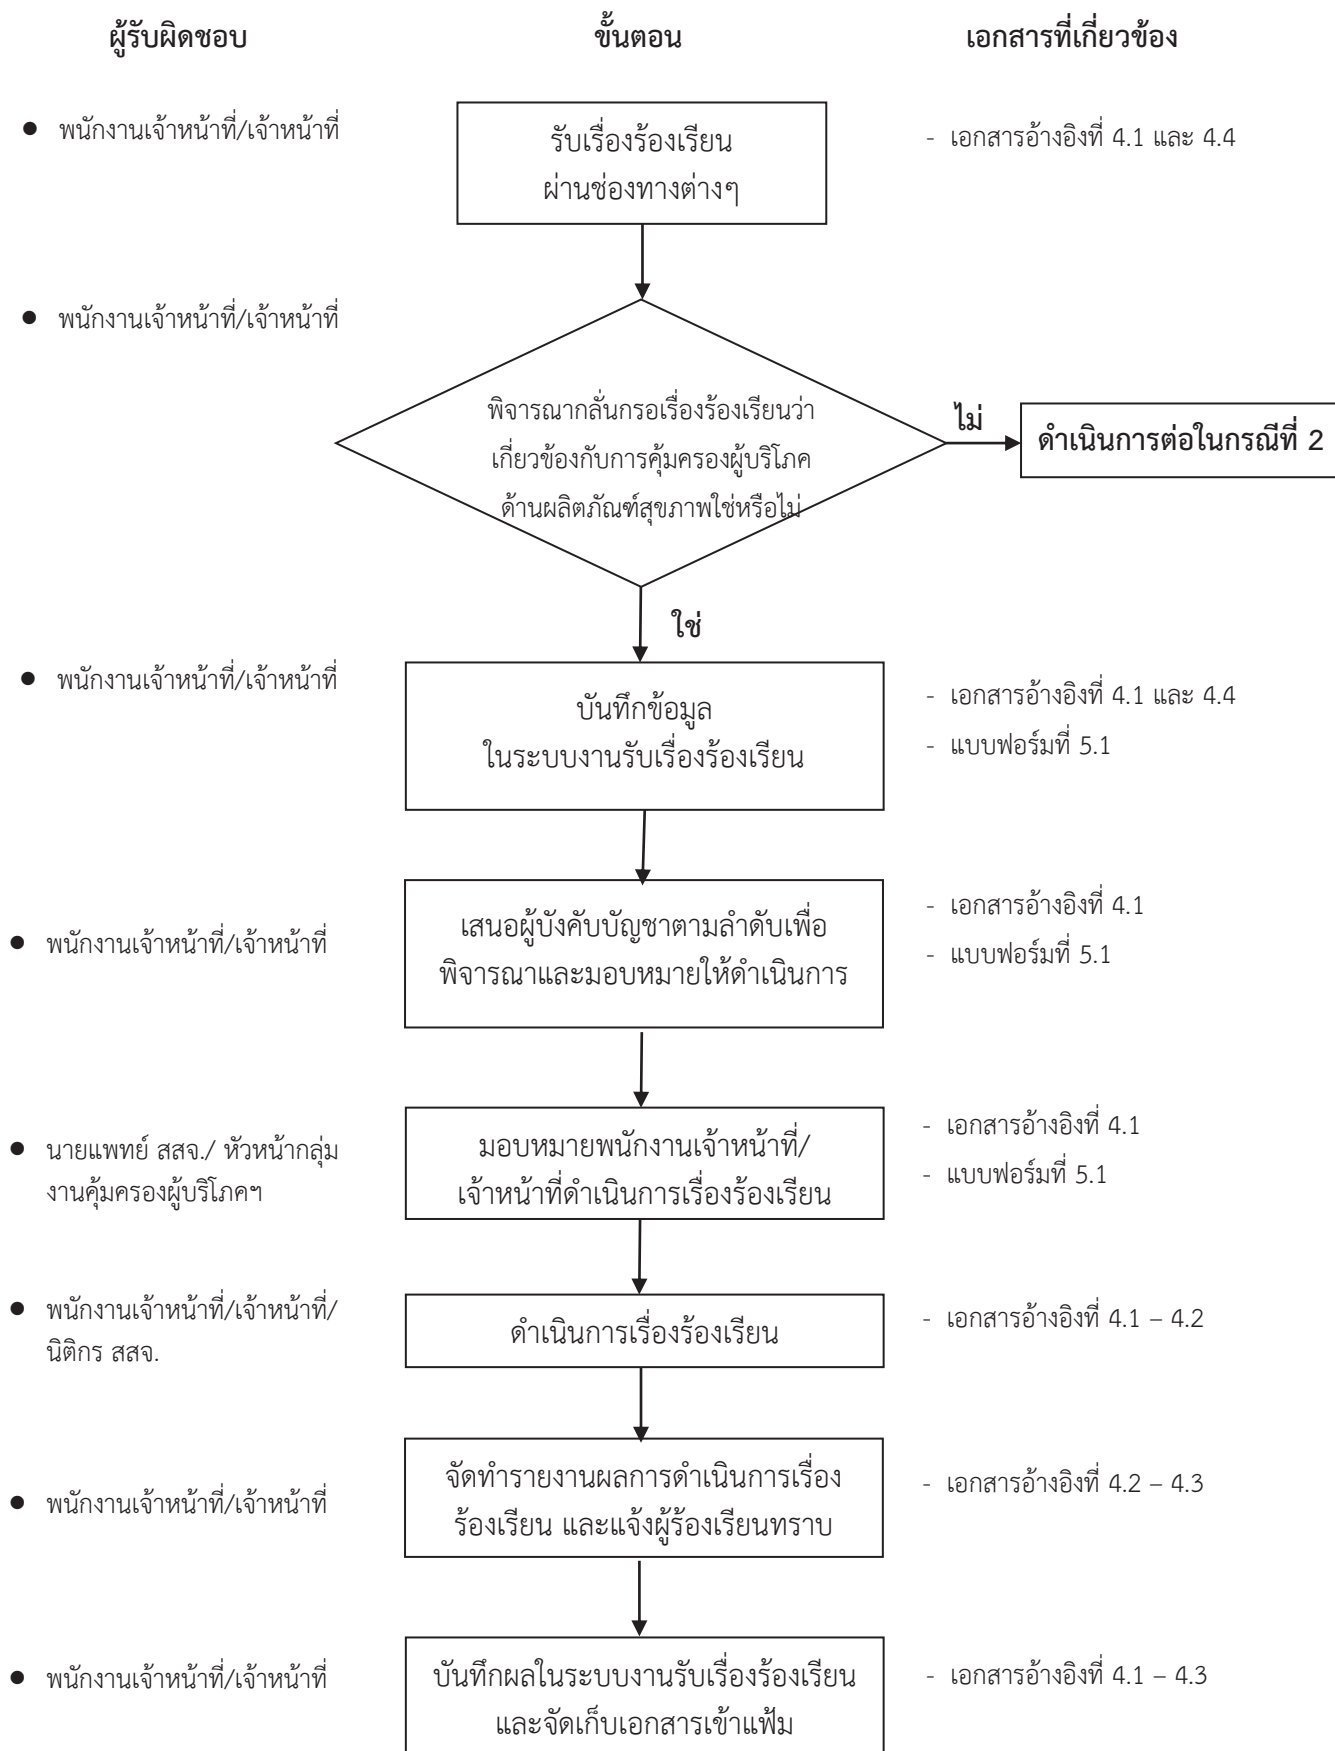 ผู้รับผิดชอบ
ขั้นตอน
เอกสารที่เกี่ยวข้อง
● พนักงานเจ้าหน้าที่/เจ้าหน้าที่
รับเรื่องร้องเรียน
ผ่านช่องทางต่างๆ
- เอกสารอ้างอิงที่ 4.1 และ 4.4
● พนักงานเจ้าหน้าที่/เจ้าหน้าที่
พิจารณากลั่นกรอเรื่องร้องเรียนว่า
เกี่ยวข้องกับการคุ้มครองผู้บริโภค
ด้านผลิตภัณฑ์สุขภาพใช่หรือไม่
ไม่
ดำเนินการต่อในกรณีที่ 2
ใช่
● พนักงานเจ้าหน้าที่/เจ้าหน้าที่
บันทึกข้อมูล
ในระบบงานรับเรื่องร้องเรียน
- เอกสารอ้างอิงที่ 4.1 และ 4.4
- แบบฟอร์มที่ 5.1
● พนักงานเจ้าหน้าที่/เจ้าหน้าที่
เสนอผู้บังคับบัญชาตามลำดับเพื่อ
พิจารณาและมอบหมายให้ดำเนินการ
- เอกสารอ้างอิงที่ 4.1
- แบบฟอร์มที่ 5.1
● นายแพทย์ สสจ./ หัวหน้ากลุ่ม
งานคุ้มครองผู้บริโภคฯ
มอบหมายพนักงานเจ้าหน้าที่/
เจ้าหน้าที่ดำเนินการเรื่องร้องเรียน
- เอกสารอ้างอิงที่ 4.1
- แบบฟอร์มที่ 5.1
● พนักงานเจ้าหน้าที่/เจ้าหน้าที่/
นิติกร สสจ.
ดำเนินการเรื่องร้องเรียน
- เอกสารอ้างอิงที่ 4.1 – 4.2
● พนักงานเจ้าหน้าที่/เจ้าหน้าที่
จัดทำรายงานผลการดำเนินการเรื่อง
ร้องเรียน และแจ้งผู้ร้องเรียนทราบ
- เอกสารอ้างอิงที่ 4.2 – 4.3
● พนักงานเจ้าหน้าที่/เจ้าหน้าที่
บันทึกผลในระบบงานรับเรื่องร้องเรียน
และจัดเก็บเอกสารเข้าแฟ้ม
- เอกสารอ้างอิงที่ 4.1 – 4.3